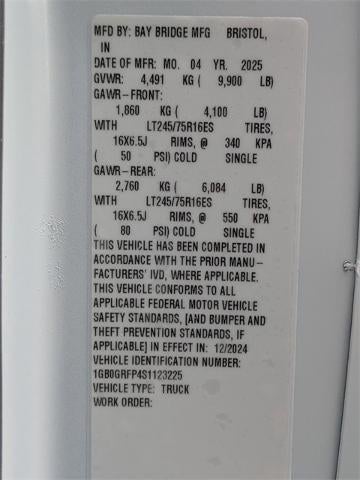 MFD BY: BAY BRIDGE MFG BRISTOL,
IN
DATE OF MFR: MO. 04 YR. 2025
GVWR: 4,491 KG ( 9,900 LB)
GAWR-FRONT:
1,860 KG ( 4,100 LB)
WITH LT245/75R16ES TIRES,
16X6.5J RIMS, @ 340 KPA
( 50 PSI) COLD SINGLE
GAWR-REAR:
2,760 KG ( 6,084 LB)
WITH LT245/75R16ES TIRES,
16X6.5J RIMS, @ 550 KPA
( 80 PSI) COLD SINGLE
THIS VEHICLE HAS BEEN COMPLETED IN
ACCORDANCE WITH THE PRIOR MANU-
FACTURERS' IVD, WHERE APPLICABLE.
THIS VEHICLE CONFORMS TO ALL
APPLICABLE FEDERAL MOTOR VEHICLE
SAFETY STANDARDS, [AND BUMPER AND
THEFT PREVENTION STANDARDS, IF
APPLICABLE] IN EFFECT IN: 12/2024
VEHICLE IDENTIFICATION NUMBER:
1GB0GRFP4S1123225
VEHICLE TYPE: TRUCK
WORK ORDER: